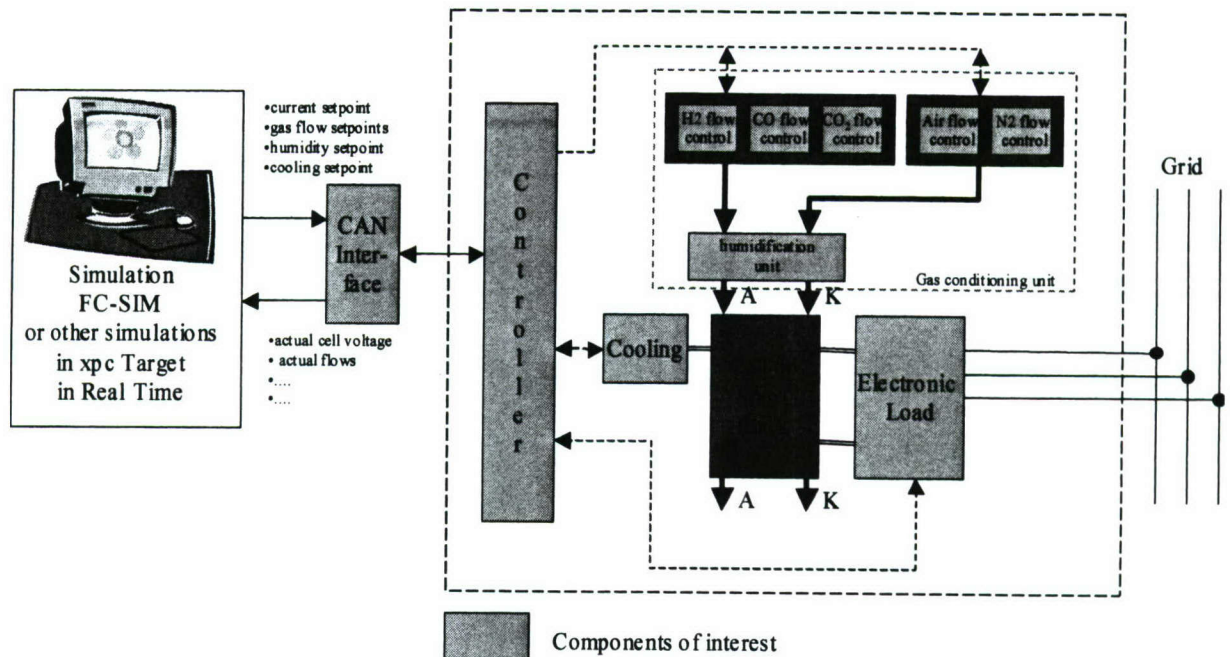 •current setpoint
•gas flow setpoints
•humidity setpoint
•cooling setpoint
Simulation
FC-SIM
or other simulations
in xpc Target
in Real Time
•actual cell voltage
• actual flows
•....
•....
CAN
Inter-
face
Controller
H2 flow
control
CO flow
control
CO₂ flow
control
Air flow
control
N2 flow
control
humidification
unit
Gas conditioning unit
A
K
Cooling
Electronic
Load
A
K
Grid
Components of interest